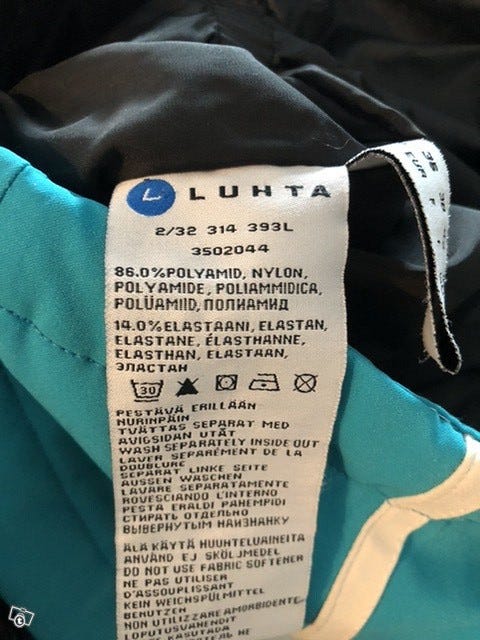 L LUHTA
2/32 314 393L
3502044
86.0%POLYAMID, NYLON,
POLYAMIDE, POLIAMMIDICA,
POLÜAMIID, ПОЛИАМИД
14.0%ELASTAANI, ELASTAN,
ELASTANE, ÉLASTHANNE,
ELASTHAN, ELASTAAN,
ЭЛАСТАН
30
PESTÄVÄ ERILLÄÄN
NURINPÄIN
TVÄTTAS SEPARAT MED
AVIGSIDAN UTÅT
WASH SEPARATELY INSIDE OUT
LAVER SEPARÉMENT DE LA
DOUBLURE
SEPARAT LINKE SEITE
AUSSEN WASCHEN
LAVARE SEPARATAMENTE
ROVESCIANDO L'INTERNO
PESTA ERALDI PAHEMPIDI
СТИРАТЬ ОТДЕЛЬНО
ВЫВЕРНУТЫМ НАИЗНАНКУ
ÄLÄ KÄYTÄ HUUHTELUAINEITA
ANVÄND EJ SKÖLJMEDEL
DO NOT USE FABRIC SOFTENER
NE PAS UTILISER
D'ASSOUPLISSANT
KEIN WEICHSPÜLMITTEL
BENUTZEN
NON UTILIZZARE AMORBIDENTE.
LOPUTUSVAHENDIT
36
EUR